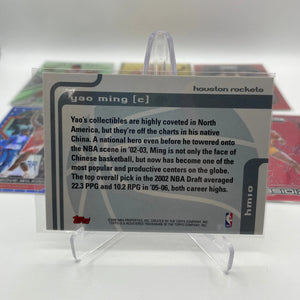 houston rockets
yao ming [c]
Yao's collectibles are highly coveted in North
America, but they're off the charts in his native
China. A national hero even before he towered onto
the NBA scene in '02-03, Ming is not only the face of
Chinese basketball, but now has become one of the
most popular and productive centers on the globe.
The top overall pick in the 2002 NBA Draft averaged
22.3 PPG and 10.2 RPG in '05-06, both career highs.
hmio
Topps